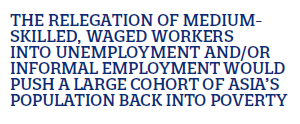 THE RELEGATION OF MEDIUM-
SKILLED, WAGED WORKERS
INTO UNEMPLOYMENT AND/OR
INFORMAL EMPLOYMENT WOULD
PUSH A LARGE COHORT OF ASIA'S
POPULATION BACK INTO POVERTY